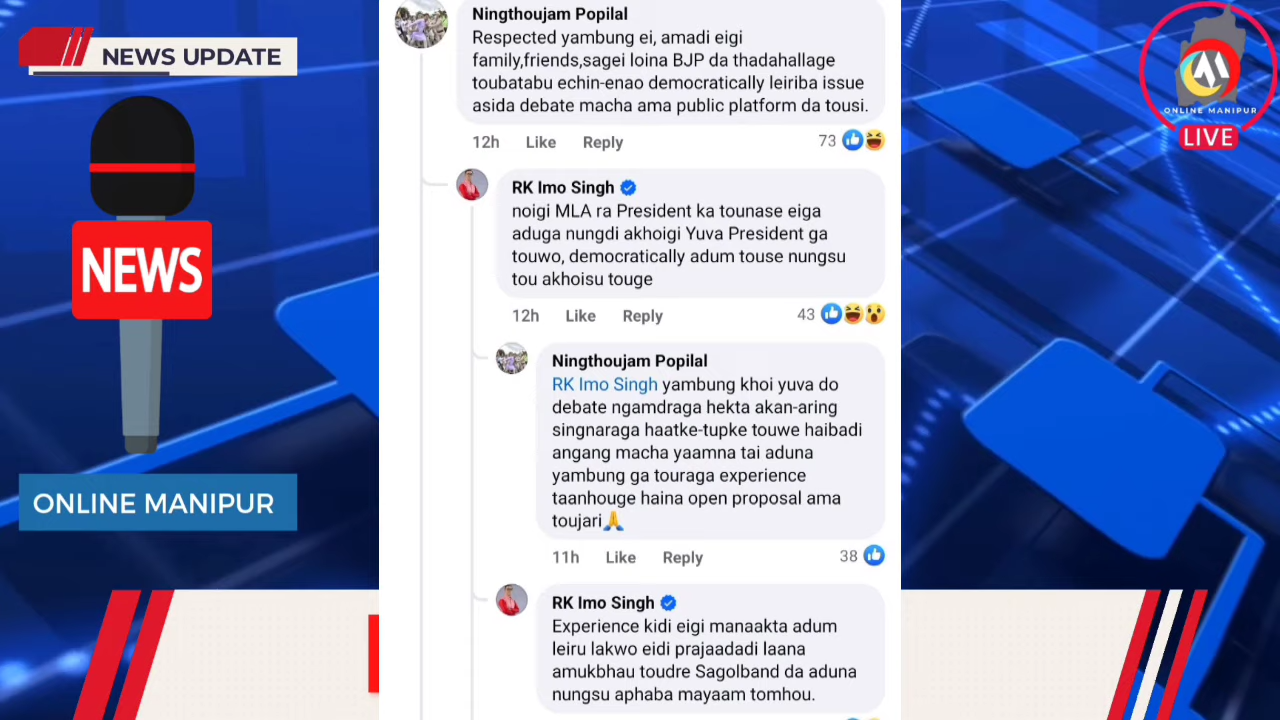 NEWS UPDATE
NEWS
ONLINE MANIPUR
Ningthoujam Popilal
Respected yambung ei, amadi eigi
family,friends,sagei loina BJP da thadahallage
toubatabu echin-enao democratically leiriba issue
asida debate macha ama public platform da tousi.
12h Like Reply 73
RK Imo Singh
noigi MLA ra President ka tounase eiga
aduga nungdi akhoigi Yuva President ga
touwo, democratically adum touse nungsu
tou akhoisu touge
12h Like Reply 43
Ningthoujam Popilal
RK Imo Singh yambung khoi yuva do
debate ngamdraga hekta akan-aring
singnaraga haatke-tupke touwe haibadi
angang macha yaamna tai aduna
yambung ga touraga experience
taanhouge haina open proposal ama
toujari🙏
11h Like Reply 38
RK Imo Singh
Experience kidi eigi manaakta adum
leiru lakwo eidi prajaadadi laana
amukbhau toudre Sagolband da aduna
nungsu aphaba mayaam tomhou.
ONLINE MANIPUR
LIVE